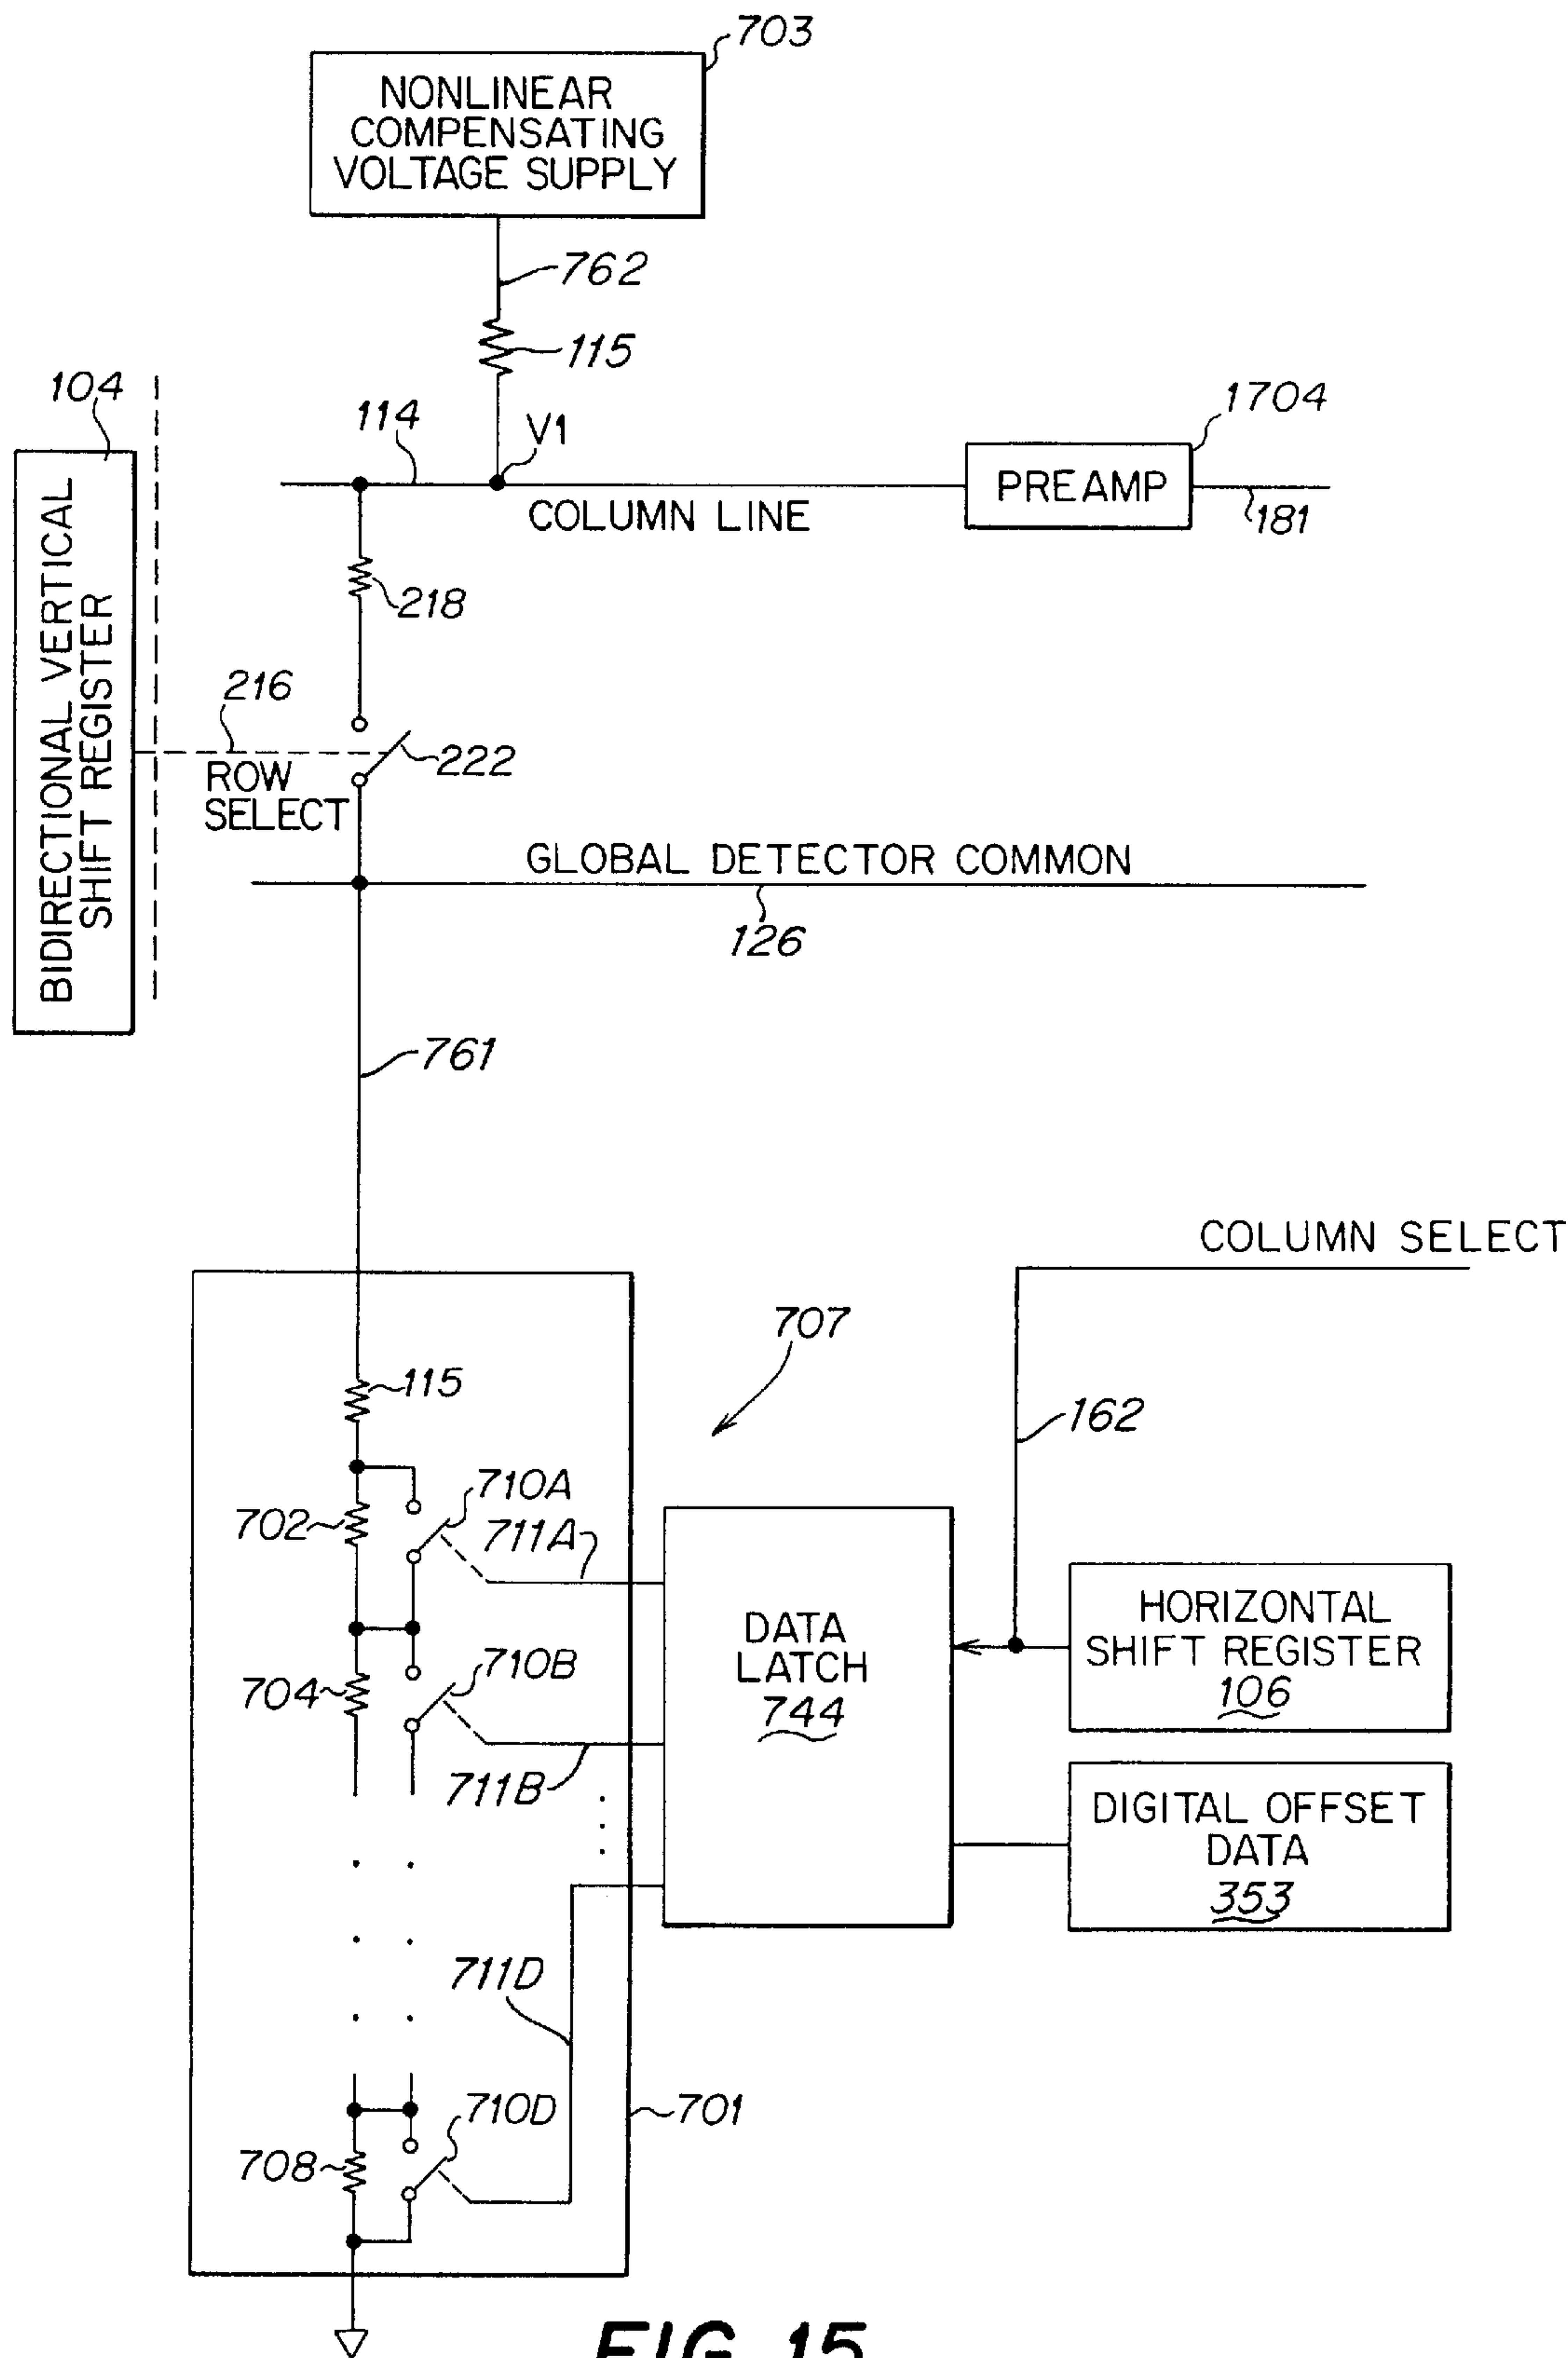 703
NONLINEAR
COMPENSATING
VOLTAGE SUPPLY
762
115
104
114
V1
1704
PREAMP
COLUMN LINE
181
218
BIDIRECTIONAL VERTICAL
SHIFT REGISTER
216
222
ROW
SELECT
GLOBAL DETECTOR COMMON
126
761
COLUMN SELECT
707
115
162
710A
702
711A
HORIZONTAL
SHIFT REGISTER
106
DATA
LATCH
744
710B
704
711B
DIGITAL OFFSET
DATA
353
711D
710D
701
708
FIG. 15